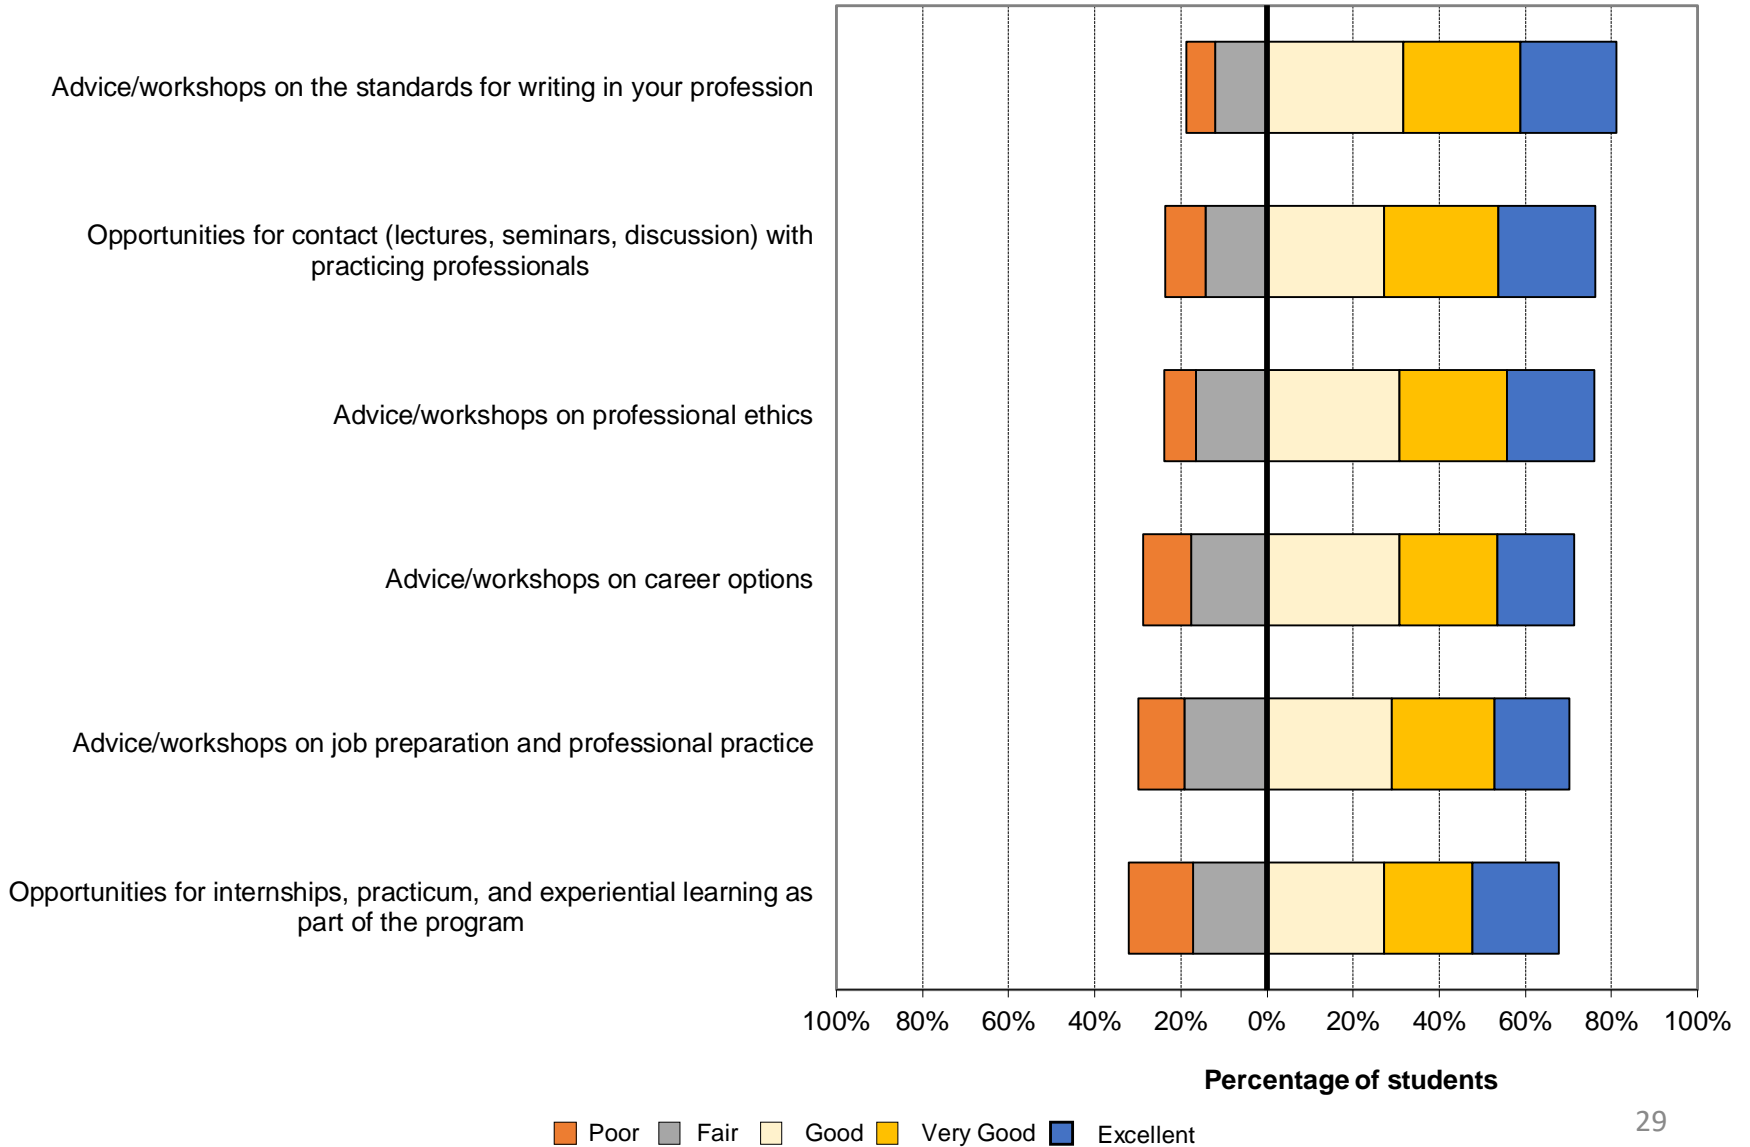 Advice/workshops on the standards for writing in your profession
Opportunities for contact (lectures, seminars, discussion) with
practicing professionals
Advice/workshops on professional ethics
Advice/workshops on career options
Advice/workshops on job preparation and professional practice
Opportunities for internships, practicum, and experiential learning as
part of the program
100% 80% 60% 40% 20% 0% 20% 40% 60% 80% 100%
Percentage of students
Poor Fair Good Very Good Excellent
29